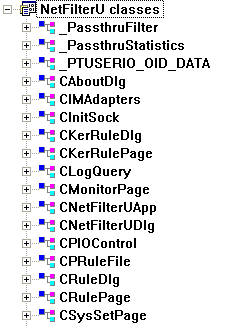 NetFilterU classes
_PassthruFilter
_PassthruStatistics
_PTUSERIO_OID_DATA
CAboutDlg
CIMAdapters
CInitSock
CKerRuleDlg
CKerRulePage
CLogQuery
CMonitorPage
CNetFilterUApp
CNetFilterUDlg
CPIOControl
CPRuleFile
CRuleDlg
CRulePage
CSysSetPage